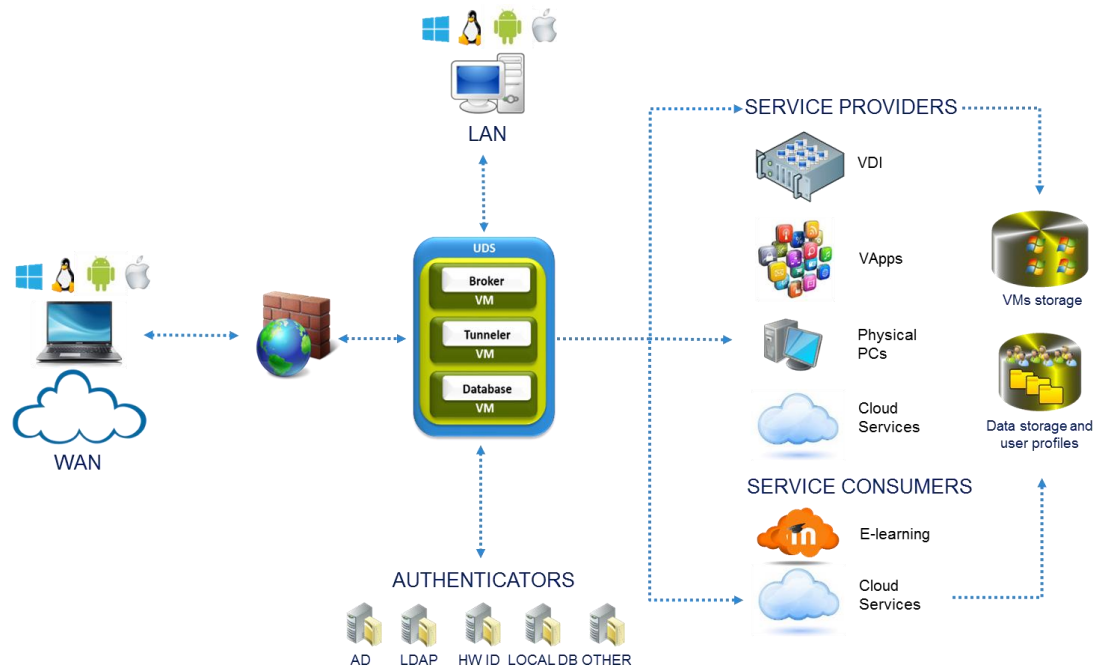 LAN
SERVICE PROVIDERS
VDI
UDS
Broker
VM
Tunneler
VM
Database
VM
VApps
VMs storage
Physical
PCs
Cloud
Services
Data storage and
user profiles
WAN
SERVICE CONSUMERS
m
E-learning
AUTHENTICATORS
Cloud
Services
AD
LDAP
HW ID
LOCAL DB
OTHER